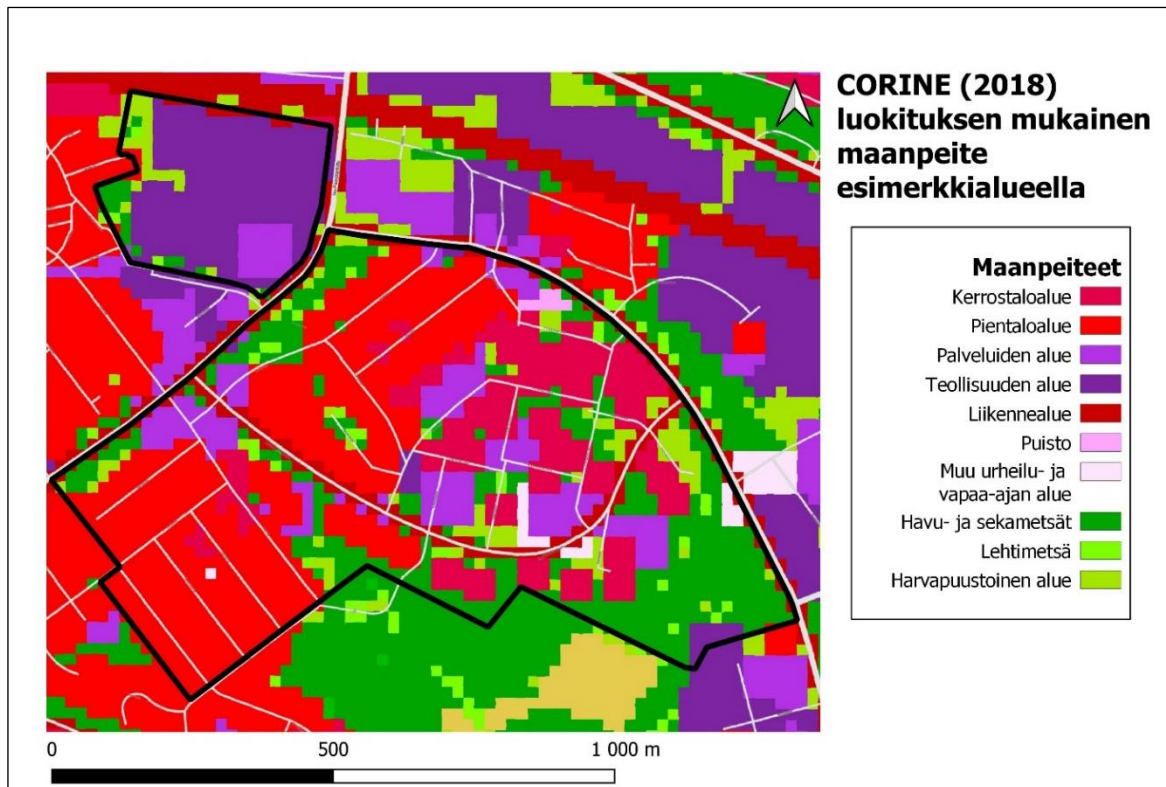 CORINE (2018)
luokituksen mukainen
maanpeite
esimerkkialueella
Maanpeiteet
Kerrostaloalue
Pientaloalue
Palveluiden alue
Teollisuuden alue
Liikennealue
Puisto
Muu urheilu- ja
vapaa-ajan alue
Havu- ja sekametsät
Lehtimetsä
Harvapuustoinen alue
0 500 1 000 m